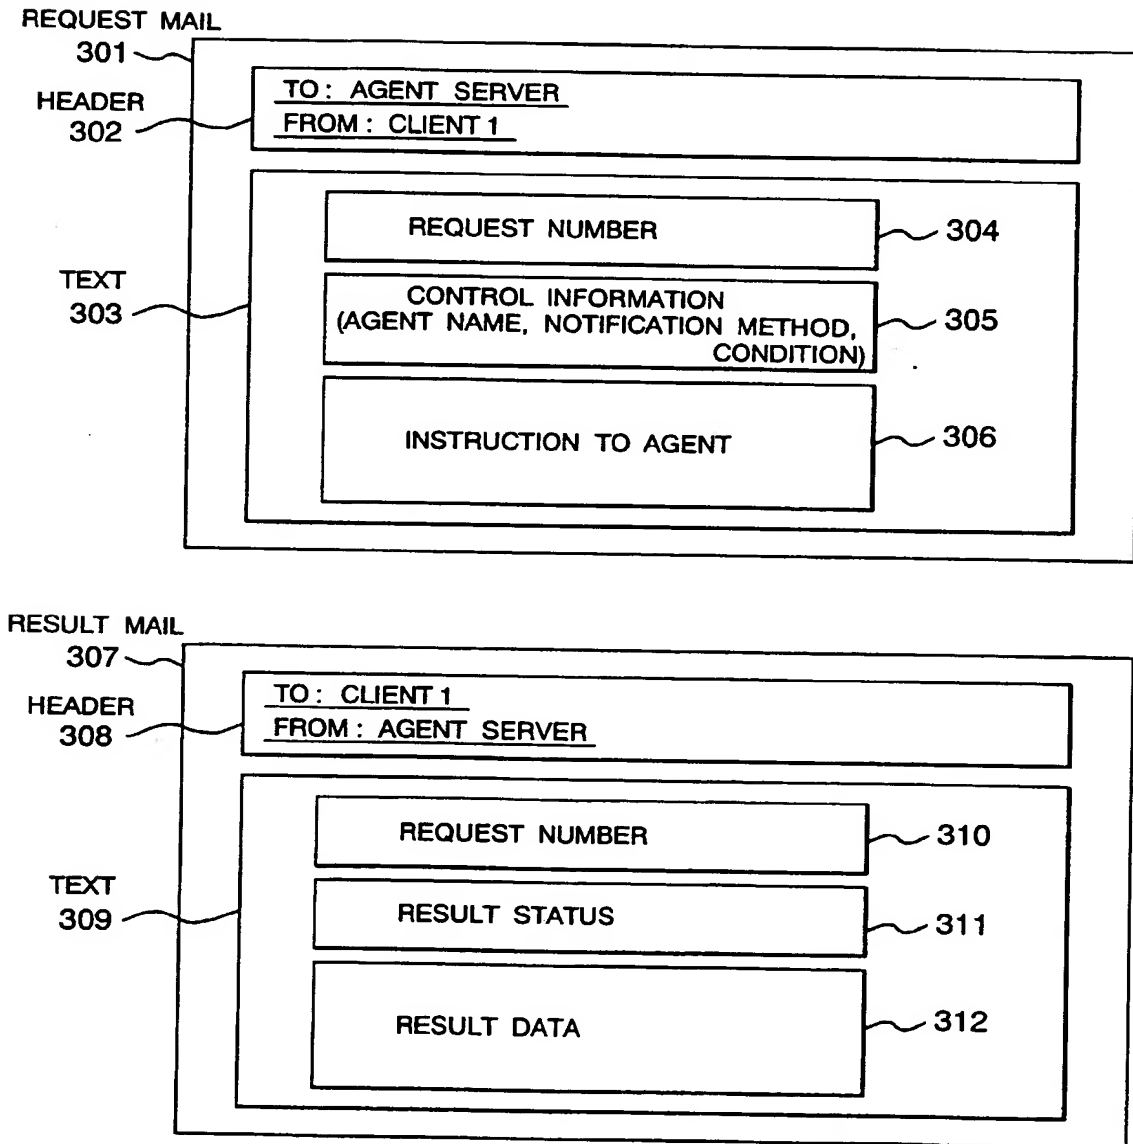 REQUEST MAIL
301
HEADER
302
TO : AGENT SERVER
FROM : CLIENT 1
TEXT
303
REQUEST NUMBER
304
CONTROL INFORMATION
(AGENT NAME, NOTIFICATION METHOD,
CONDITION)
305
INSTRUCTION TO AGENT
306
RESULT MAIL
307
HEADER
308
TO : CLIENT 1
FROM : AGENT SERVER
TEXT
309
REQUEST NUMBER
310
RESULT STATUS
311
RESULT DATA
312